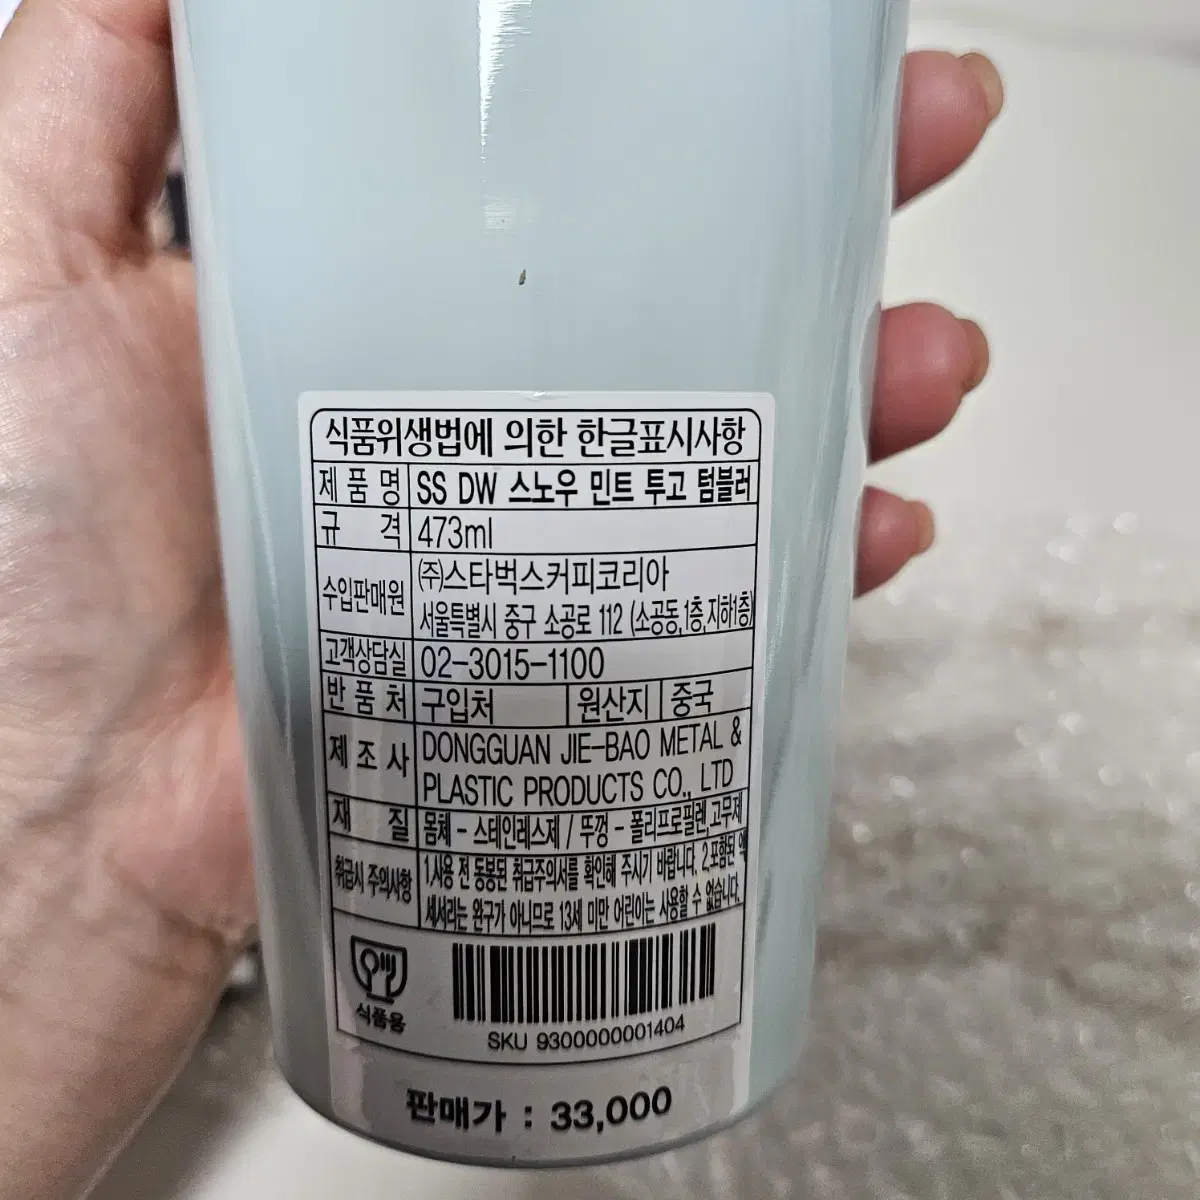 식품위생법에 의한 한글표시사항
제 품 명 SS DW 스노우 민트 투고 텀블러
규 격 473ml
수입판매원 (주)스타벅스커피코리아
서울특별시 중구 소공로 112 (소공동,1층,지하1층)
고객상담실 02-3015-1100
반 품 처 구입처 원산지 중국
제 조 사 DONGGUAN JIE-BAO METAL &
PLASTIC PRODUCTS CO., LTD
재 질 몸체 - 스테인레스제 / 뚜껑 - 폴리프로필렌,고무제
취급시 주의사항 1.사용 전 동봉된 취급주의서를 확인해 주시기 바랍니다. 2.포함된 액
세서리는 완구가 아니므로 13세 미만 어린이는 사용할 수 없습니다.
식품용
SKU 9300000001404
판매가 : 33,000